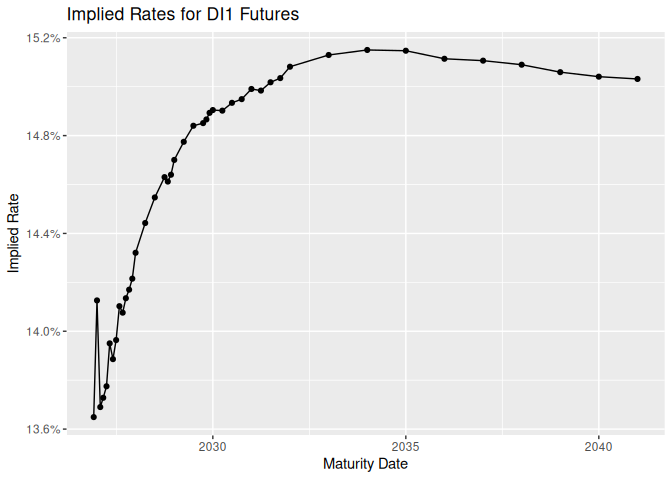 Implied Rates for DI1 Futures
15.2%
14.8%
14.4%
14.0%
13.6%
Implied Rate
2030
2035
2040
Maturity Date